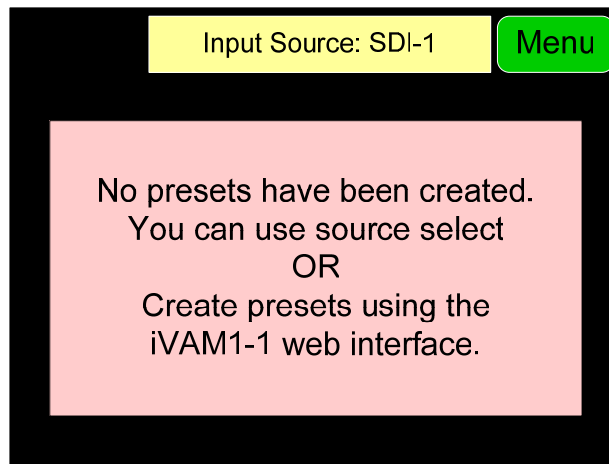 Input Source: SDI-1
Menu
No presets have been created.
You can use source select
OR
Create presets using the
iVAM1-1 web interface.